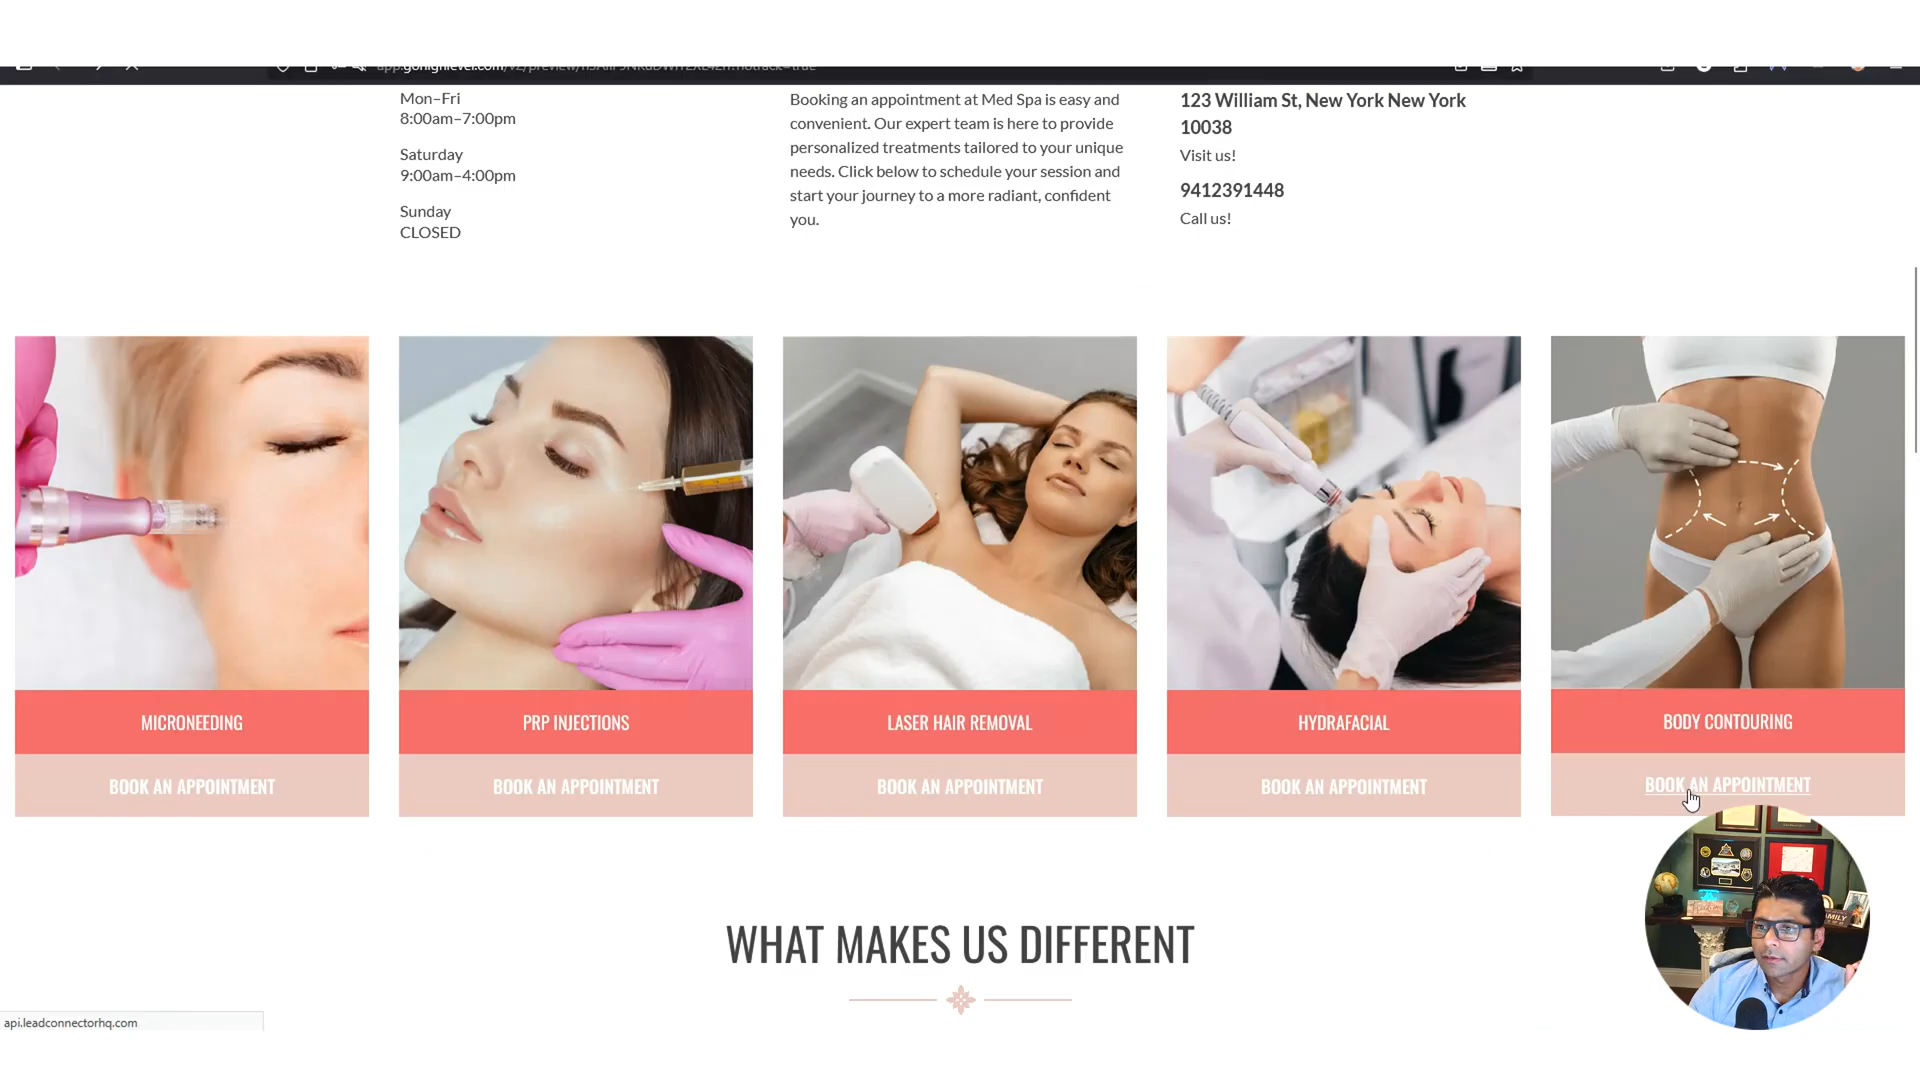 Mon–Fri
8:00am–7:00pm
Saturday
9:00am–4:00pm
Sunday
CLOSED
Booking an appointment at Med Spa is easy and
convenient. Our expert team is here to provide
personalized treatments tailored to your unique
needs. Click below to schedule your session and
start your journey to a more radiant, confident
you.
123 William St, New York New York
10038
Visit us!
9412391448
Call us!
MICRONEEDING
PRP INJECTIONS
LASER HAIR REMOVAL
HYDRAFACIAL
BODY CONTOURING
BOOK AN APPOINTMENT
BOOK AN APPOINTMENT
BOOK AN APPOINTMENT
BOOK AN APPOINTMENT
BOOK AN APPOINTMENT
WHAT MAKES US DIFFERENT
api.leadconnectorhq.com